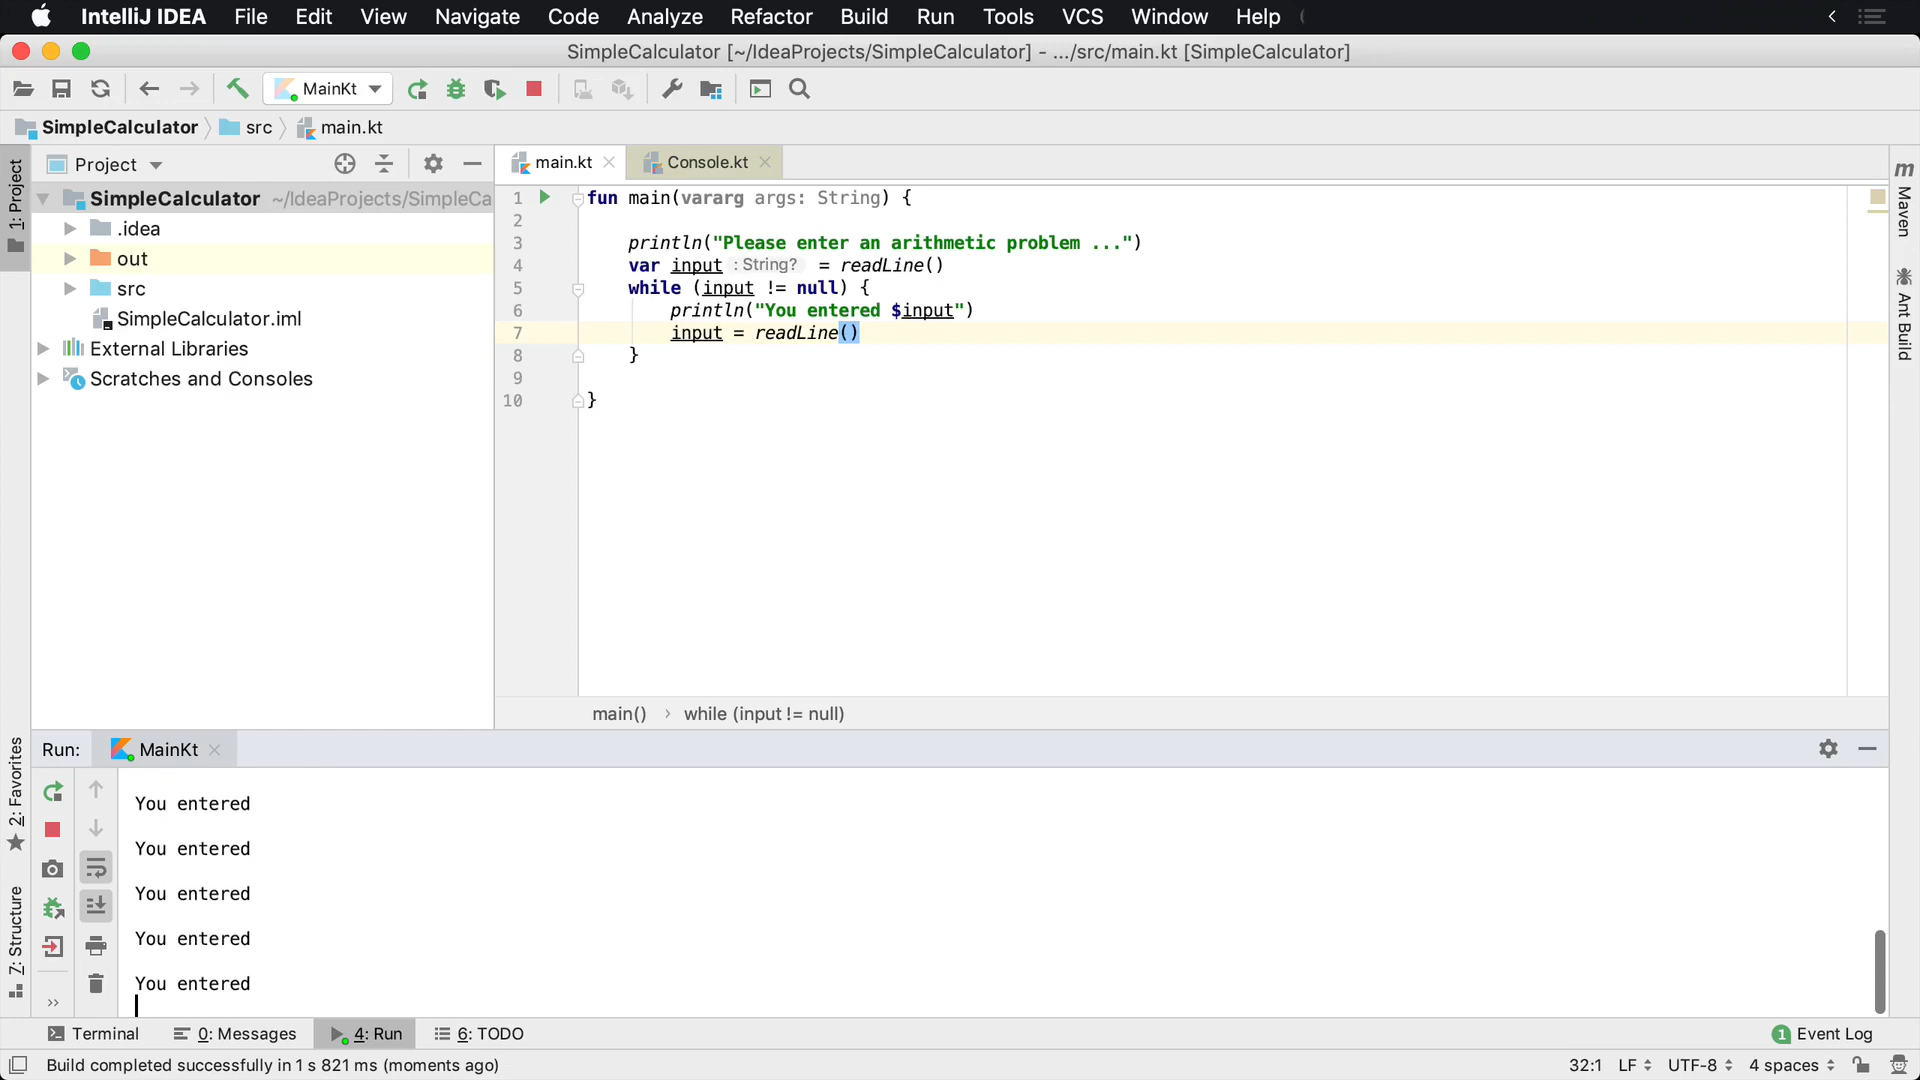 IntelliJ IDEA File Edit View Navigate Code Analyze Refactor Build Run Tools VCS Window Help
SimpleCalculator [~/IdeaProjects/SimpleCalculator] - .../src/main.kt [SimpleCalculator]
MainKt
SimpleCalculator src main.kt
1: Project
Project
SimpleCalculator ~/IdeaProjects/SimpleCa
.idea
out
src
SimpleCalculator.iml
External Libraries
Scratches and Consoles
main.kt Console.kt
1 fun main(vararg args: String) {
2
3 println("Please enter an arithmetic problem ...")
4 var input : String? = readLine()
5 while (input != null) {
6 println("You entered $input")
7 input = readLine()
8 }
9
10 }
main() › while (input != null)
m
Maven
Ant Build
2: Favorites
Z: Structure
Run: MainKt
You entered
You entered
You entered
You entered
You entered
Terminal 0: Messages 4: Run 6: TODO 1 Event Log
Build completed successfully in 1 s 821 ms (moments ago) 32:1 LF UTF-8 4 spaces